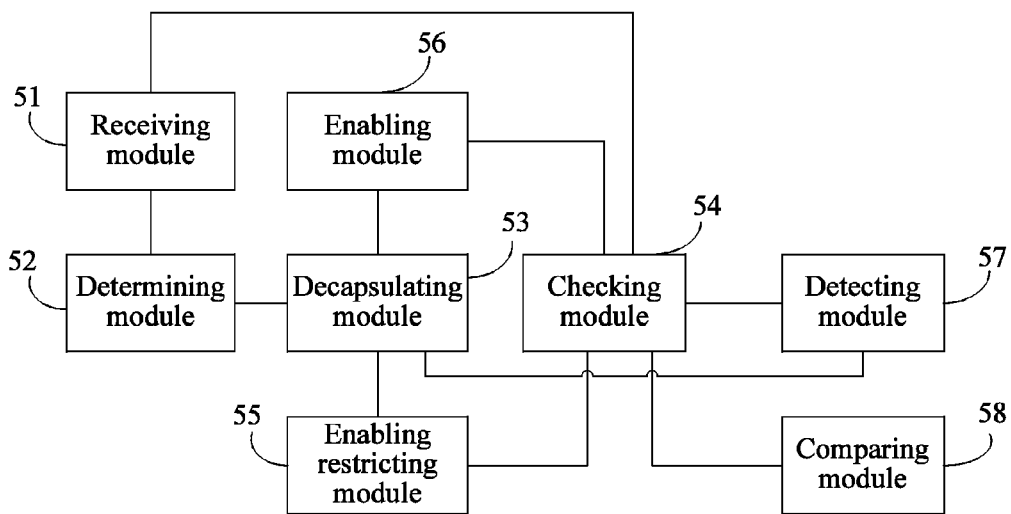 56
51
Receiving
module
Enabling
module
54
53
52
57
Determining
module
Decapsulating
module
Checking
module
Detecting
module
55
58
Enabling
restricting
module
Comparing
module